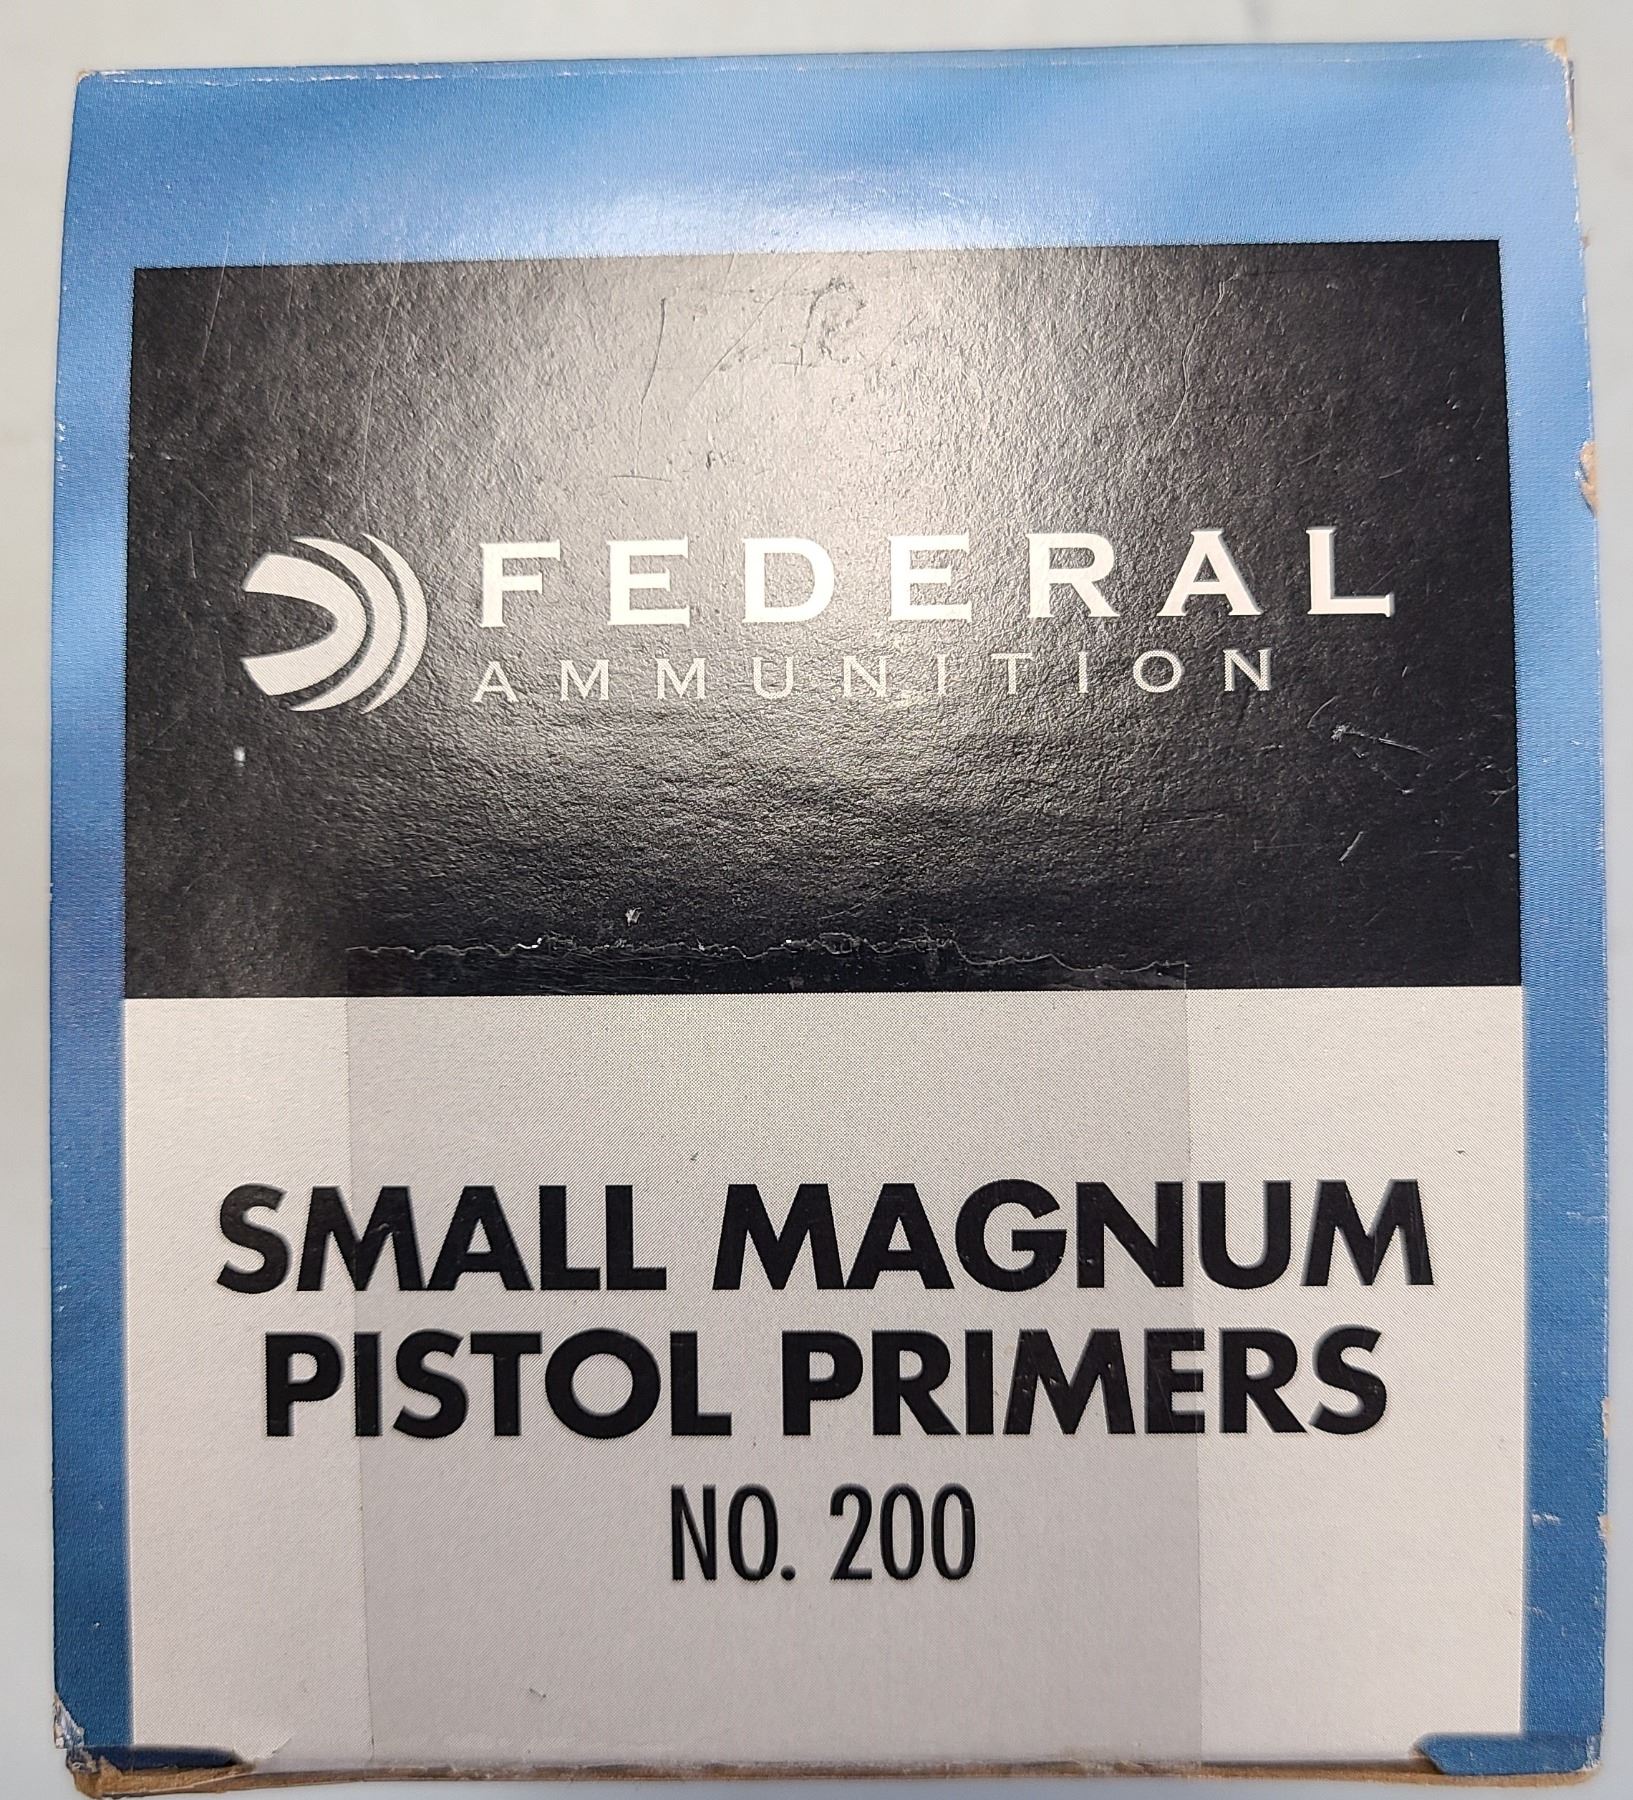 FEDERAL
AMMUNITION
SMALL MAGNUM
PISTOL PRIMERS
NO. 200